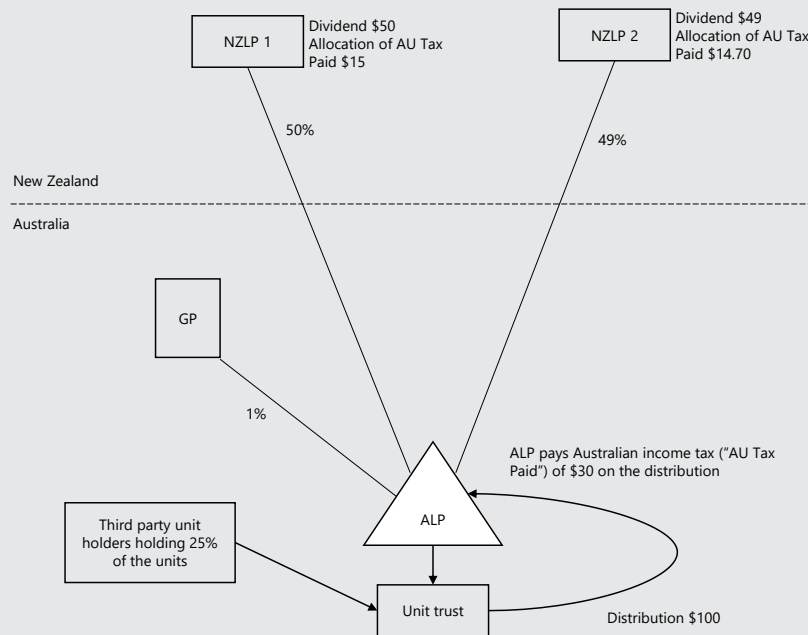 NZLP 1
Dividend $50
Allocation of AU Tax
Paid $15
NZLP 2
Dividend $49
Allocation of AU Tax
Paid $14.70
50%
49%
New Zealand
Australia
GP
1%
ALP pays Australian income tax (“AU Tax
Paid”) of $30 on the distribution
ALP
Third party unit
holders holding 25%
of the units
Unit trust
Distribution $100